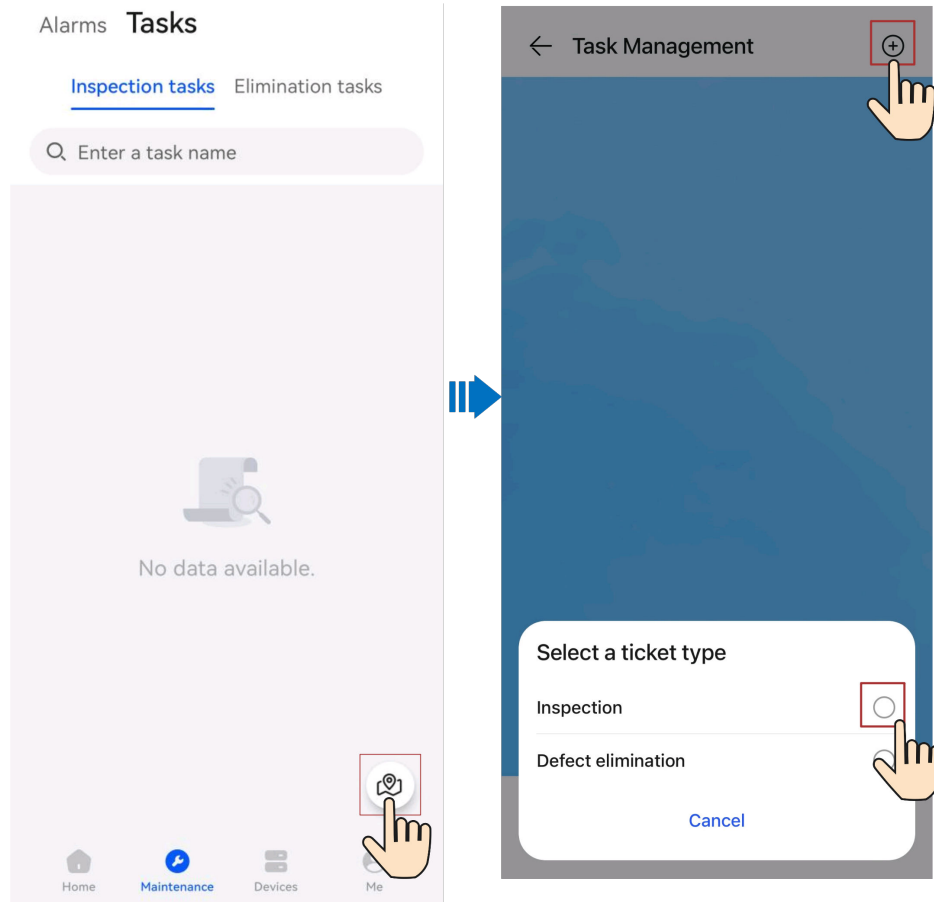 Alarms Tasks
Inspection tasks Elimination tasks
Enter a task name
No data available.
Home Maintenance Devices Me
Task Management
Select a ticket type
Inspection
Defect elimination
Cancel